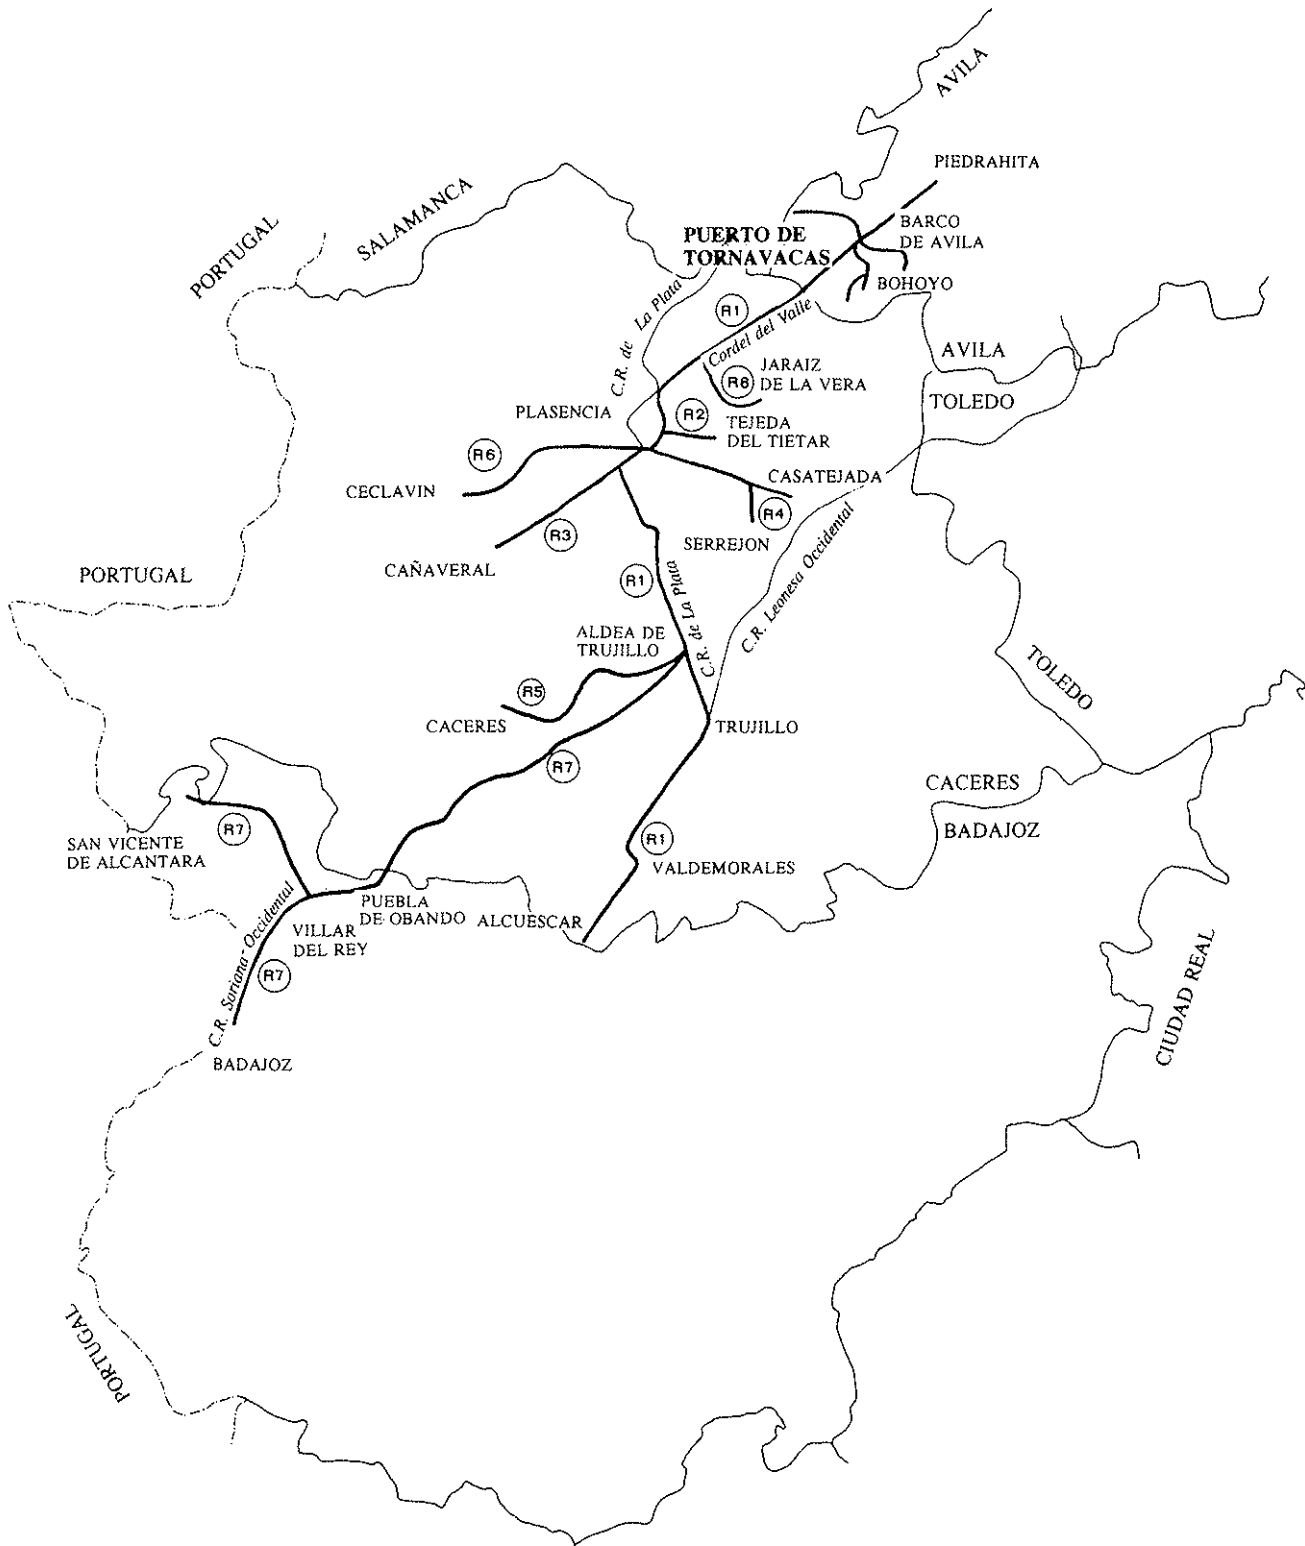 AVILA
PIEDRAHITA
SALAMANCA
PORTUGAL
BARCO
DE AVILA
PUERTO DE
TORNAVACAS
BOHOYO
C.R. de La Plata
R1
Cordel del Valle
AVILA
JARAIZ
DE LA VERA
R8
TOLEDO
PLASENCIA
R2
TEJEDA
DEL TIETAR
R6
CASATEJADA
CECLAVIN
R4
R3
SERREJON
CAÑAVERAL
PORTUGAL
R1
C.R. de La Plata
C.R. Leonesa Occidental
ALDEA DE
TRUJILLO
TOLEDO
R5
CACERES
TRUJILLO
R7
CACERES
BADAJOZ
R7
SAN VICENTE
DE ALCANTARA
R1
VALDEMORALES
PUEBLA
DE OBANDO
ALCUESCAR
VILLAR
DEL REY
C.R. Soriana-Occidental
R7
CIUDAD REAL
BADAJOZ
PORTUGAL